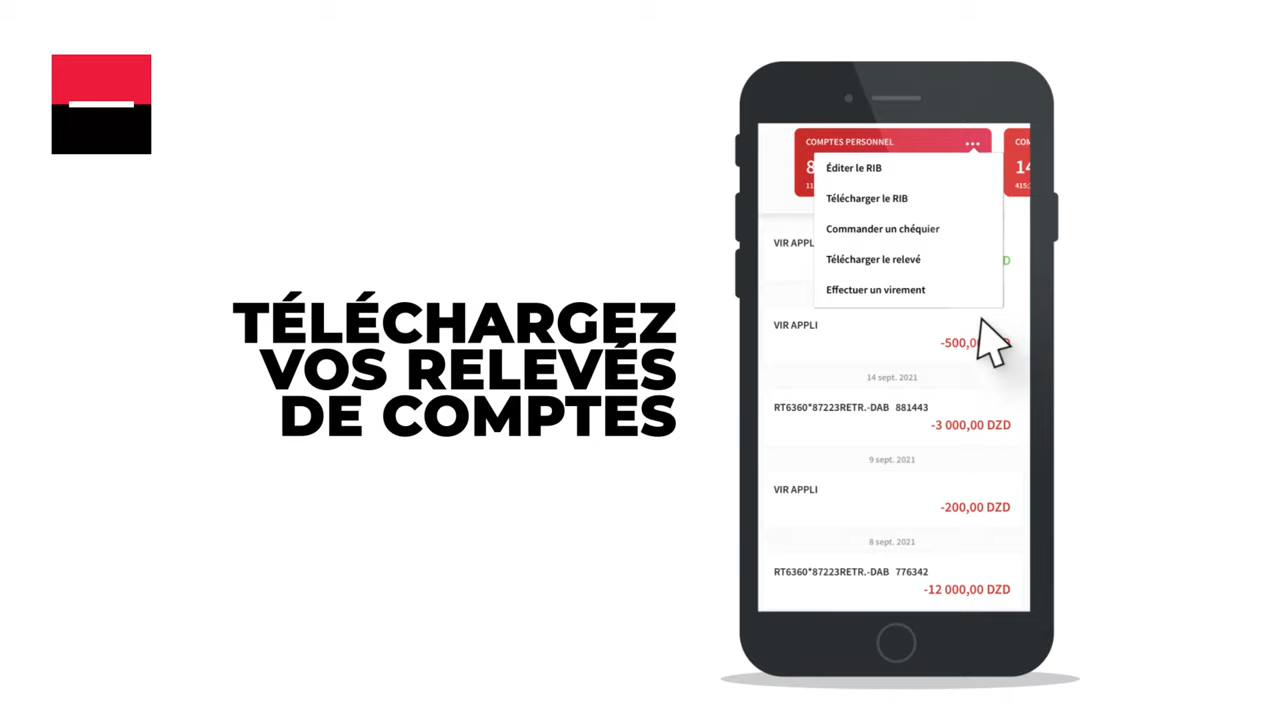 TÉLÉCHARGEZ
VOS RELEVÉS
DE COMPTES
COMPTES PERSONNEL
Éditer le RIB
Télécharger le RIB
Commander un chéquier
Télécharger le relevé
Effectuer un virement
VIR APPL
VIR APPLI
-500,0
14 sept. 2021
RT6360*87223RETR.-DAB 881443
-3 000,00 DZD
9 sept. 2021
VIR APPLI
-200,00 DZD
8 sept. 2021
RT6360*87223RETR.-DAB 776342
-12 000,00 DZD